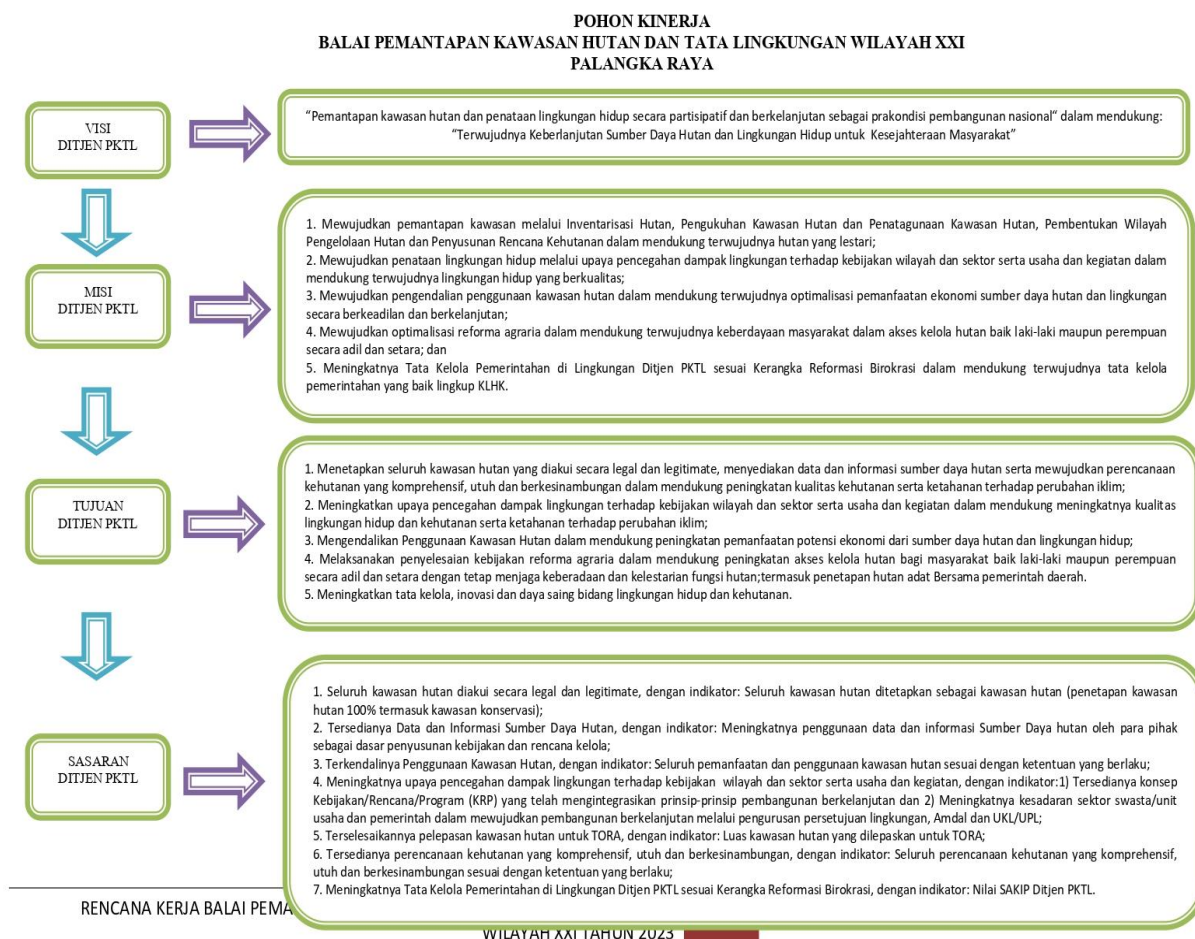 POHON KINERJA
BALAI PEMANTAPAN KAWASAN HUTAN DAN TATA LINGKUNGAN WILAYAH XXI
PALANGKA RAYA
VISI
DITJEN PKTL
“Pemantapan kawasan hutan dan penataan lingkungan hidup secara partisipatif dan berkelanjutan sebagai prakondisi pembangunan nasional“ dalam mendukung:
“Terwujudnya Keberlanjutan Sumber Daya Hutan dan Lingkungan Hidup untuk Kesejahteraan Masyarakat”
MISI
DITJEN PKTL
1. Mewujudkan pemantapan kawasan melalui Inventarisasi Hutan, Pengukuhan Kawasan Hutan dan Penatagunaan Kawasan Hutan, Pembentukan Wilayah
Pengelolaan Hutan dan Penyusunan Rencana Kehutanan dalam mendukung terwujudnya hutan yang lestari;
2. Mewujudkan penataan lingkungan hidup melalui upaya pencegahan dampak lingkungan terhadap kebijakan wilayah dan sektor serta usaha dan kegiatan dalam
mendukung terwujudnya lingkungan hidup yang berkualitas;
3. Mewujudkan pengendalian penggunaan kawasan hutan dalam mendukung terwujudnya optimalisasi pemanfaatan ekonomi sumber daya hutan dan lingkungan
secara berkeadilan dan berkelanjutan;
4. Mewujudkan optimalisasi reforma agraria dalam mendukung terwujudnya keberdayaan masyarakat dalam akses kelola hutan baik laki-laki maupun perempuan
secara adil dan setara; dan
5. Meningkatnya Tata Kelola Pemerintahan di Lingkungan Ditjen PKTL sesuai Kerangka Reformasi Birokrasi dalam mendukung terwujudnya tata kelola
pemerintahan yang baik lingkup KLHK.
TUJUAN
DITJEN PKTL
1. Menetapkan seluruh kawasan hutan yang diakui secara legal dan legitimate, menyediakan data dan informasi sumber daya hutan serta mewujudkan perencanaan
kehutanan yang komprehensif, utuh dan berkesinambungan dalam mendukung peningkatan kualitas kehutanan serta ketahanan terhadap perubahan iklim;
2. Meningkatkan upaya pencegahan dampak lingkungan terhadap kebijakan wilayah dan sektor serta usaha dan kegiatan dalam mendukung meningkatnya kualitas
lingkungan hidup dan kehutanan serta ketahanan terhadap perubahan iklim;
3. Mengendalikan Penggunaan Kawasan Hutan dalam mendukung peningkatan pemanfaatan potensi ekonomi dari sumber daya hutan dan lingkungan hidup;
4. Melaksanakan penyelesaian kebijakan reforma agraria dalam mendukung peningkatan akses kelola hutan bagi masyarakat baik laki-laki maupun perempuan
secara adil dan setara dengan tetap menjaga keberadaan dan kelestarian fungsi hutan;termasuk penetapan hutan adat Bersama pemerintah daerah.
5. Meningkatkan tata kelola, inovasi dan daya saing bidang lingkungan hidup dan kehutanan.
SASARAN
DITJEN PKTL
1. Seluruh kawasan hutan diakui secara legal dan legitimate, dengan indikator: Seluruh kawasan hutan ditetapkan sebagai kawasan hutan (penetapan kawasan
hutan 100% termasuk kawasan konservasi);
2. Tersedianya Data dan Informasi Sumber Daya Hutan, dengan indikator: Meningkatnya penggunaan data dan informasi Sumber Daya hutan oleh para pihak
sebagai dasar penyusunan kebijakan dan rencana kelola;
3. Terkendalinya Penggunaan Kawasan Hutan, dengan indikator: Seluruh pemanfaatan dan penggunaan kawasan hutan sesuai dengan ketentuan yang berlaku;
4. Meningkatnya upaya pencegahan dampak lingkungan terhadap kebijakan wilayah dan sektor serta usaha dan kegiatan, dengan indikator:1) Tersedianya konsep
Kebijakan/Rencana/Program (KRP) yang telah mengintegrasikan prinsip-prinsip pembangunan berkelanjutan dan 2) Meningkatnya kesadaran sektor swasta/unit
usaha dan pemerintah dalam mewujudkan pembangunan berkelanjutan melalui pengurusan persetujuan lingkungan, Amdal dan UKL/UPL;
5. Terselesaikannya pelepasan kawasan hutan untuk TORA, dengan indikator: Luas kawasan hutan yang dilepaskan untuk TORA;
6. Tersedianya perencanaan kehutanan yang komprehensif, utuh dan berkesinambungan, dengan indikator: Seluruh perencanaan kehutanan yang komprehensif,
utuh dan berkesinambungan sesuai dengan ketentuan yang berlaku;
7. Meningkatnya Tata Kelola Pemerintahan di Lingkungan Ditjen PKTL sesuai Kerangka Reformasi Birokrasi, dengan indikator: Nilai SAKIP Ditjen PKTL.
RENCANA KERJA BALAI PEMA
WILAYAH XXI TAHUN 2023